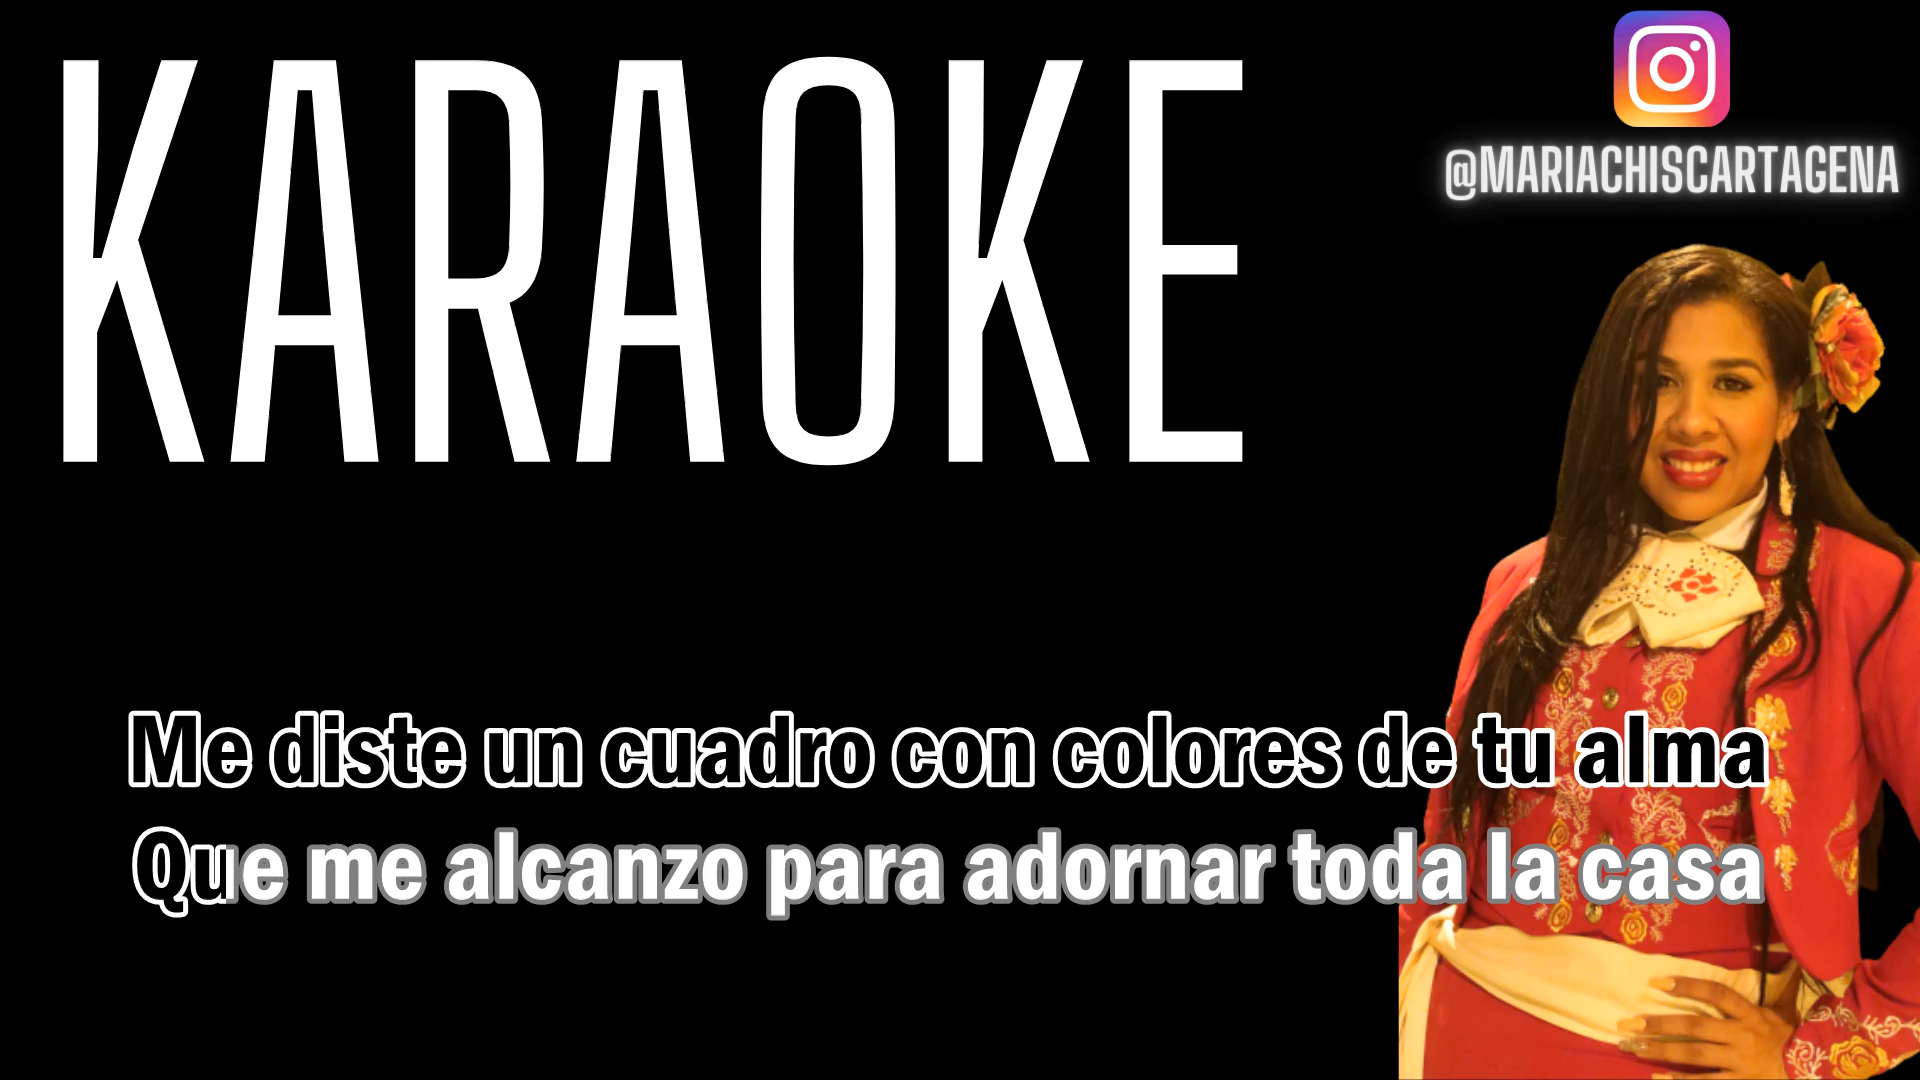 KARAOKE
@MARIACHISCARTAGENA
Me diste un cuadro con colores de tu alma
Que me alcanzo para adornar toda la casa